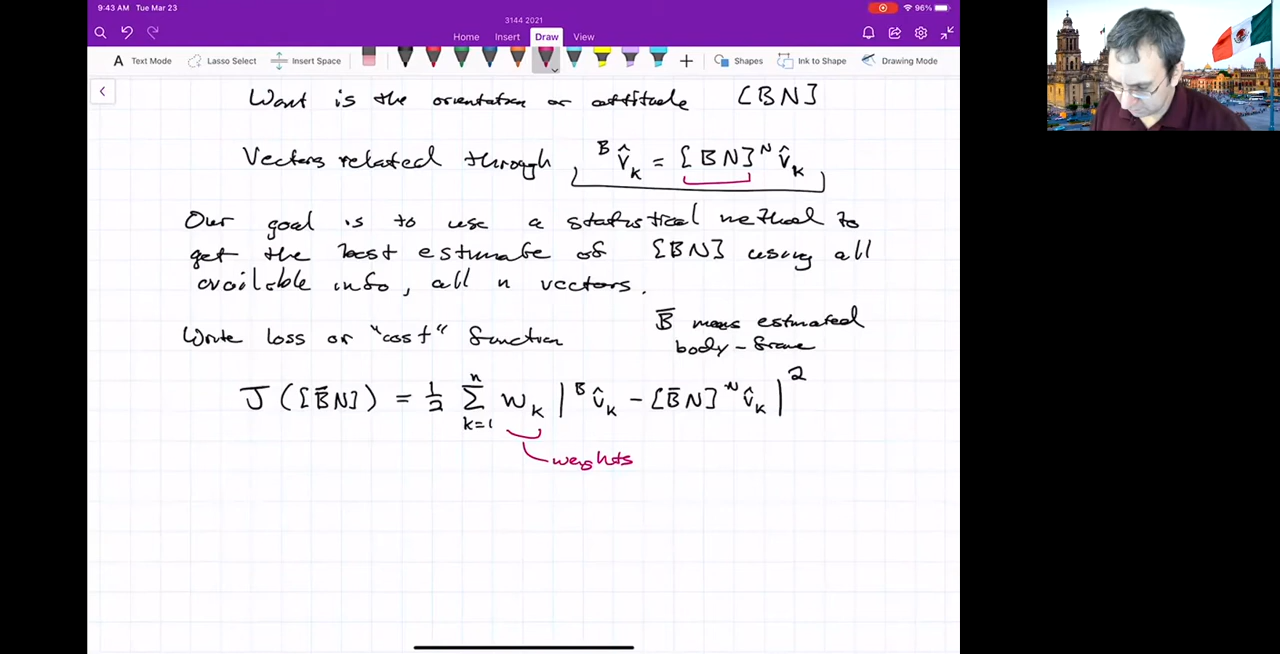 9:43 AM Tue Mar 23
96%
3144 2021
Home Insert Draw View
Text Mode Lasso Select Insert Space Shapes Ink to Shape Drawing Mode
Want is the orientation or attitude [BN]
Vectors related through ᴮv̂ₖ = [BN] ᴺv̂ₖ
Our goal is to use a statistical method to
get the best estimate of [BN] using all
available info, all n vectors.
Write loss or "cost" function
B̄ means estimated
body-frame
J([B̄N]) = 1/2 Σₖ₌₁ⁿ wₖ |ᴮv̂ₖ - [B̄N] ᴺv̂ₖ|²
weights